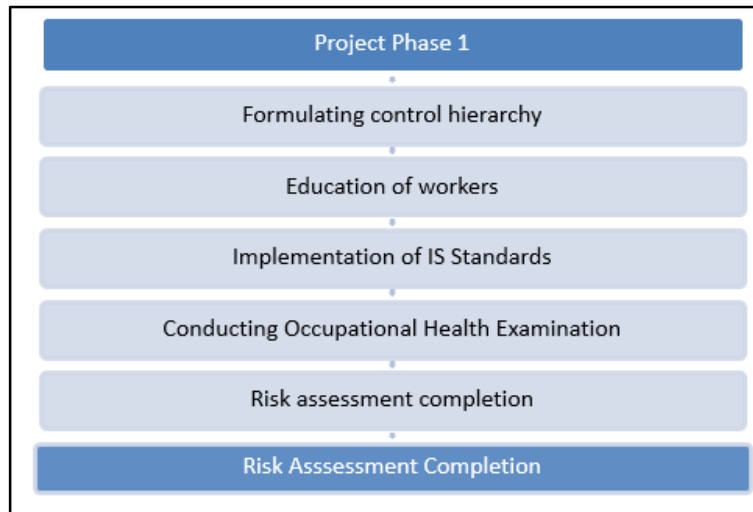 Project Phase 1
Formulating control hierarchy
Education of workers
Implementation of IS Standards
Conducting Occupational Health Examination
Risk assessment completion
Risk Asssessment Completion